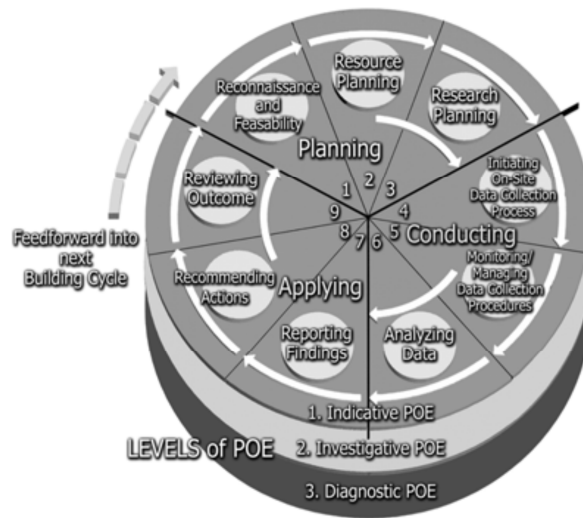 Resource
Planning
Reconnaissance
and
Feasability
Research
Planning
Planning
Initiating
On-Site
Data Collection
Process
Reviewing
Outcome
1
2
3
4
5
6
7
8
9
Conducting
Feedforward into
next
Building Cycle
Monitoring/
Managing
Data Collection
Procedures
Recommending
Actions
Applying
Reporting
Findings
Analyzing
Data
1. Indicative POE
LEVELS of POE
2. Investigative POE
3. Diagnostic POE